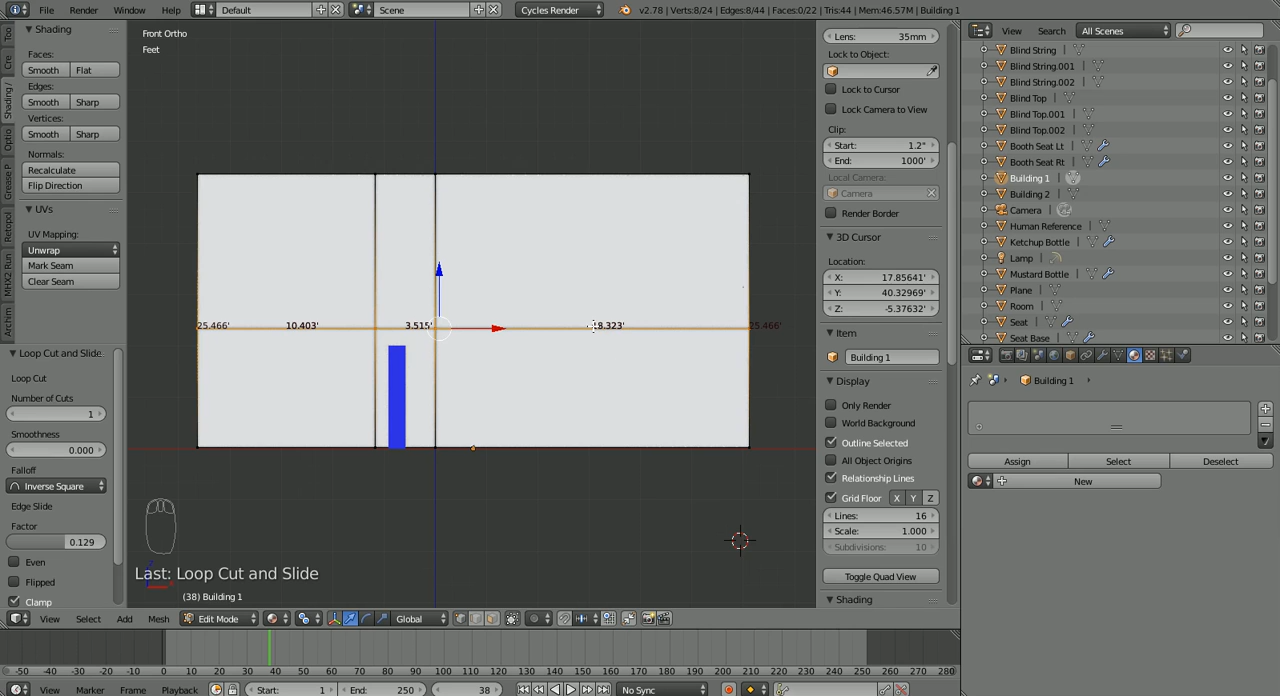 File Render Window Help Default Scene Cycles Render v2.78 | Verts:8/24 | Edges:8/44 | Faces:0/22 | Tris:44 | Mem:46.57M | Building 1
Shading
Faces:
Smooth Flat
Edges:
Smooth Sharp
Vertices:
Smooth Sharp
Normals:
Recalculate
Flip Direction
UVs
UV Mapping:
Unwrap
Mark Seam
Clear Seam
Too
Cre
Shading /
Optio
Grease P
Retopol
MHX2 Run
Archim
Loop Cut and Slide
Loop Cut
Number of Cuts
1
Smoothness
0.000
Falloff
Inverse Square
Edge Slide
Factor
0.129
Even
Flipped
Clamp
Front Ortho
Feet
25.466' 10.403' 3.515' 25.466'
Last: Loop Cut and Slide
(38) Building 1
Lens: 35mm
Lock to Object:
Lock to Cursor
Lock Camera to View
Clip:
Start: 1.2"
End: 1000'
Local Camera:
Camera
Render Border
3D Cursor
Location:
X: 17.85641'
Y: 40.32969'
Z: -5.37632'
Item
Building 1
Display
Only Render
World Background
Outline Selected
All Object Origins
Relationship Lines
Grid Floor X Y Z
Lines: 16
Scale: 1.000
Subdivisions: 10
Toggle Quad View
Shading
View Search All Scenes
Blind String
Blind String.001
Blind String.002
Blind Top
Blind Top.001
Blind Top.002
Booth Seat Lt
Booth Seat Rt
Building 1
Building 2
Camera
Human Reference
Ketchup Bottle
Lamp
Mustard Bottle
Plane
Room
Seat
Seat Base
Building 1
Assign Select Deselect
New
View Select Add Mesh Edit Mode Global
-50 -40 -30 -20 -10 0 10 20 30 40 50 60 70 80 90 100 110 120 130 140 150 160 170 180 190 200 210 220 230 240 250 260 270 280
View Marker Frame Playback Start: 1 End: 250 38 No Sync